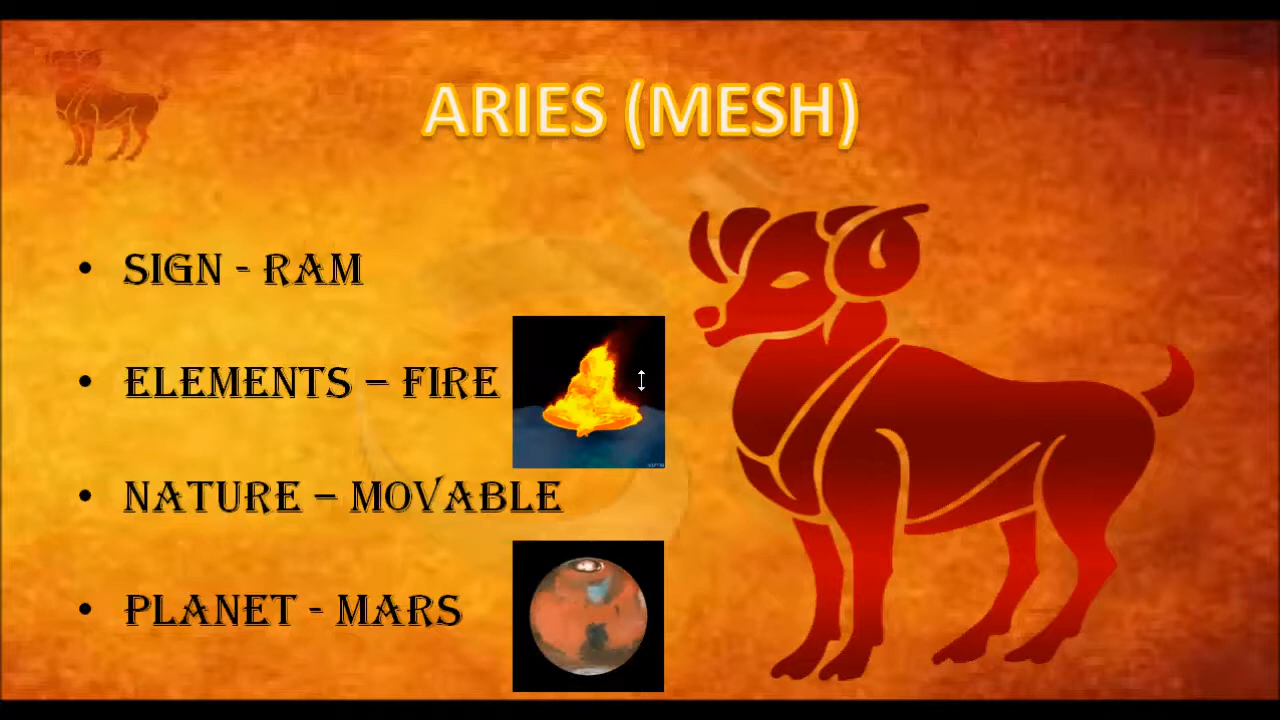 ARIES (MESH)
• SIGN - RAM
• ELEMENTS – FIRE
• NATURE – MOVABLE
• PLANET - MARS